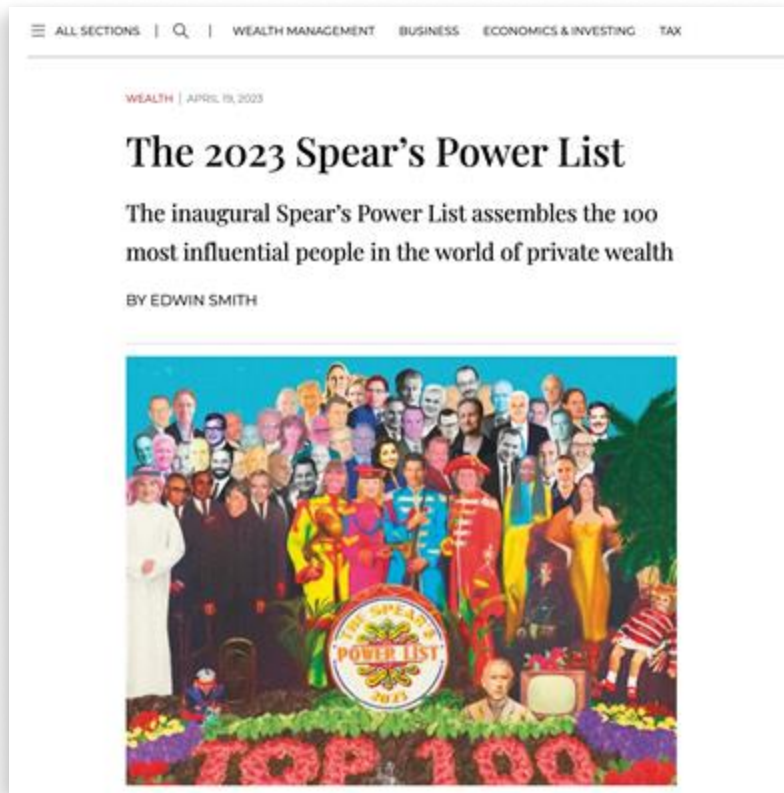 ALL SECTIONS | | WEALTH MANAGEMENT BUSINESS ECONOMICS & INVESTING TAX
WEALTH | APRIL 19, 2023
The 2023 Spear's Power List
The inaugural Spear's Power List assembles the 100
most influential people in the world of private wealth
BY EDWIN SMITH
THE SPEAR'S
POWER LIST
2023
TOP 100